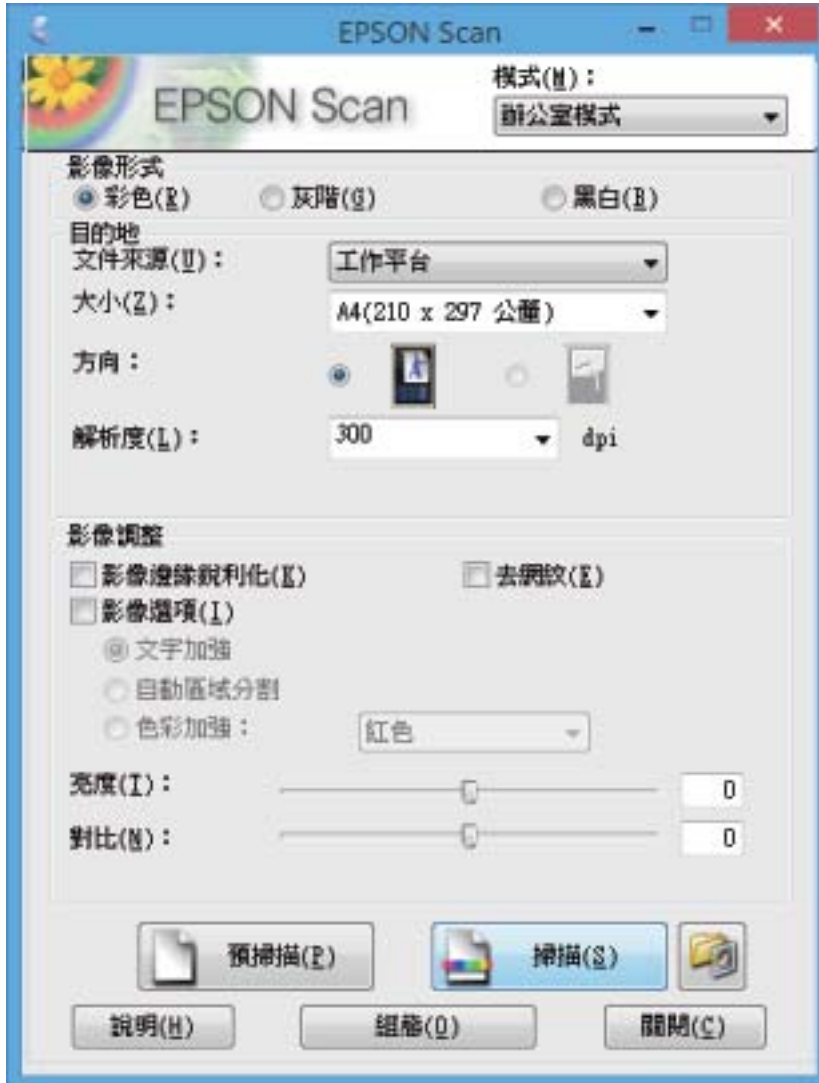 EPSON Scan
EPSON Scan
模式(M)：
辦公室模式
影像形式
彩色(R) 灰階(G) 黑白(B)
目的地
文件來源(U)： 工作平台
大小(Z)： A4(210 x 297 公釐)
方向：
解析度(L)： 300 dpi
影像調整
影像邊緣銳利化(K) 去網紋(E)
影像選項(I)
文字加強
自動區域分割
色彩加強： 紅色
亮度(T)： 0
對比(N)： 0
預掃描(P) 掃描(S)
說明(H) 組態(O) 關閉(C)